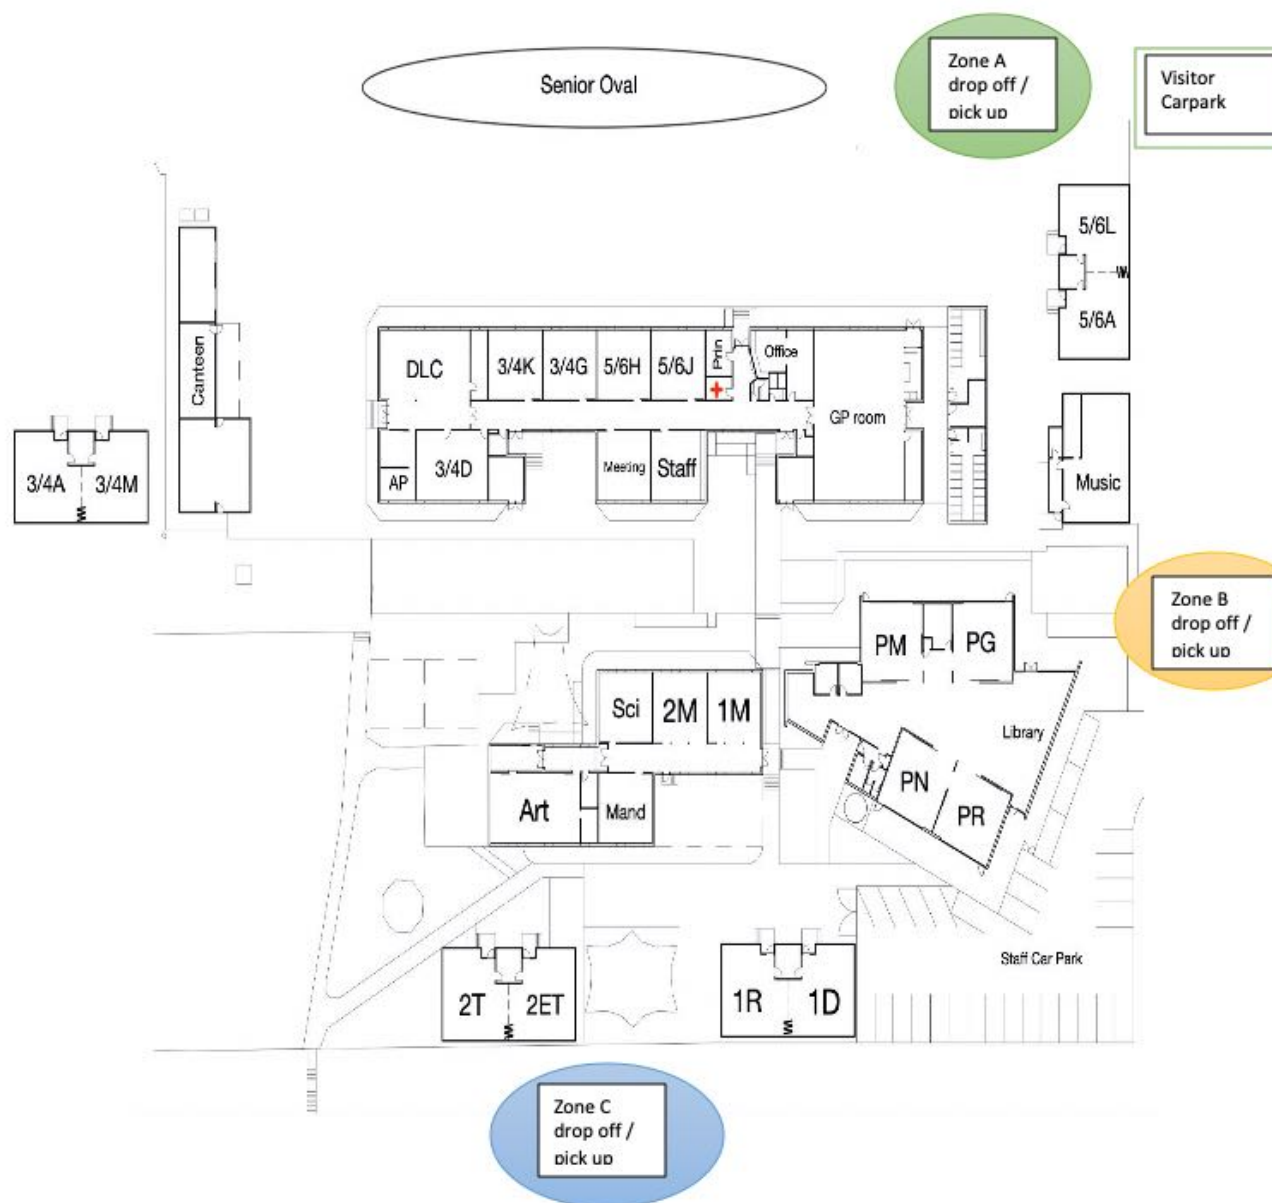 Senior Oval
Zone A
drop off /
pick up
Visitor
Carpark
5/6L
5/6A
Canteen
DLC
3/4K
3/4G
5/6H
5/6J
Prin
Office
GP room
3/4A
3/4M
AP
3/4D
Meeting
Staff
Music
Zone B
drop off /
pick up
PM
PG
Sci
2M
1M
Library
PN
PR
Art
Mand
Staff Car Park
2T
2ET
1R
1D
Zone C
drop off /
pick up